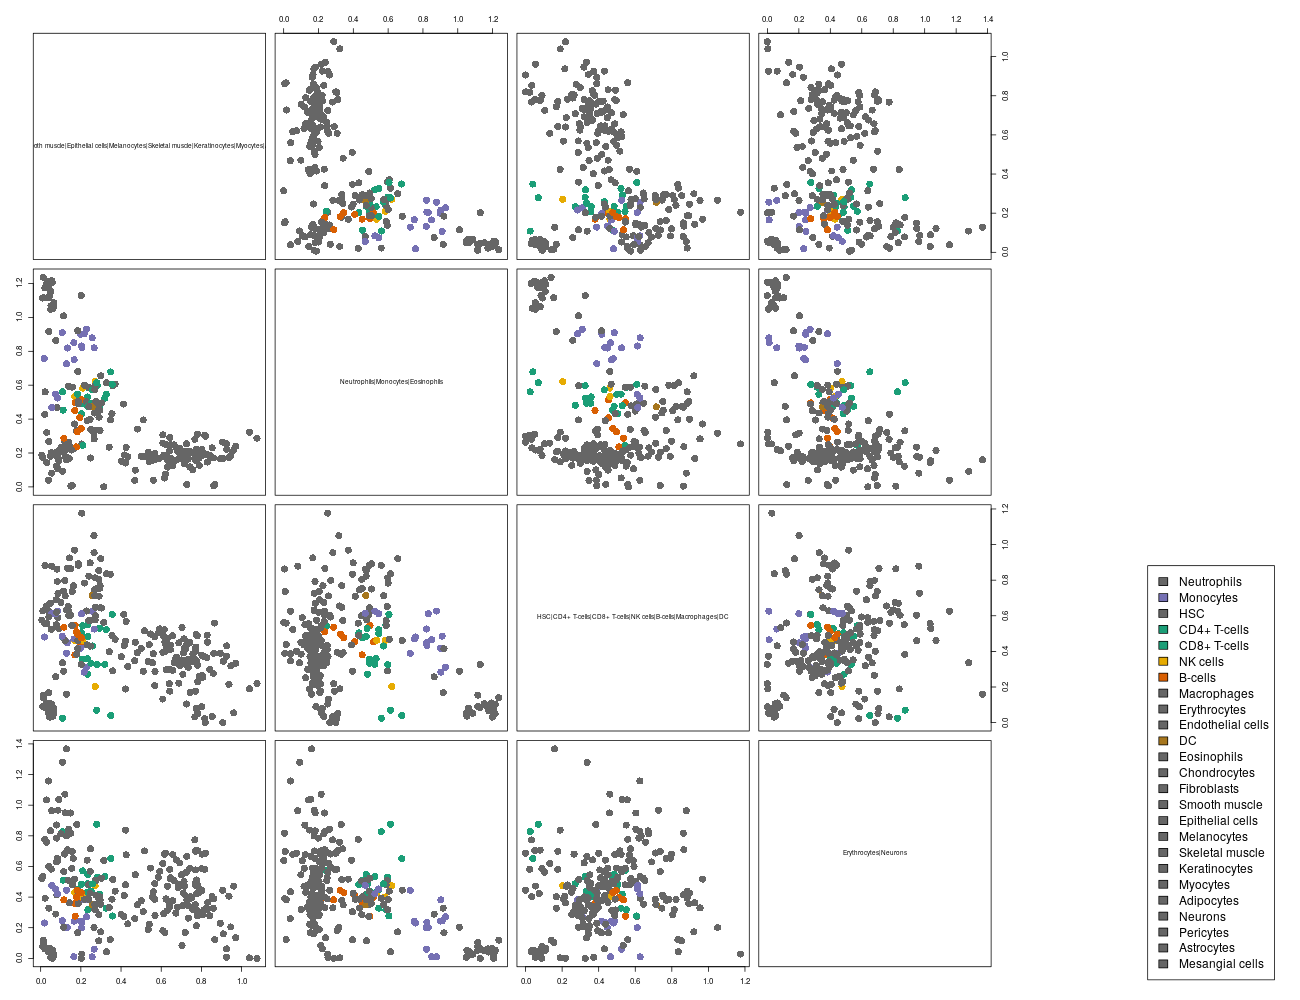 0.0 0.2 0.4 0.6 0.8 1.0 1.2
0.0 0.2 0.4 0.6 0.8 1.0 1.2 1.4
oth muscle|Epithelial cells|Melanocytes|Skeletal muscle|Keratinocytes|Myocytes|
0.0 0.2 0.4 0.6 0.8 1.0
0.0 0.2 0.4 0.6 0.8 1.0 1.2
Neutrophils|Monocytes|Eosinophils
HSC|CD4+ T-cells|CD8+ T-cells|NK cells|B-cells|Macrophages|DC
0.0 0.2 0.4 0.6 0.8 1.0 1.2
0.0 0.2 0.4 0.6 0.8 1.0 1.2 1.4
Erythrocytes|Neurons
0.0 0.2 0.4 0.6 0.8 1.0
0.0 0.2 0.4 0.6 0.8 1.0 1.2
Neutrophils
Monocytes
HSC
CD4+ T-cells
CD8+ T-cells
NK cells
B-cells
Macrophages
Erythrocytes
Endothelial cells
DC
Eosinophils
Chondrocytes
Fibroblasts
Smooth muscle
Epithelial cells
Melanocytes
Skeletal muscle
Keratinocytes
Myocytes
Adipocytes
Neurons
Pericytes
Astrocytes
Mesangial cells